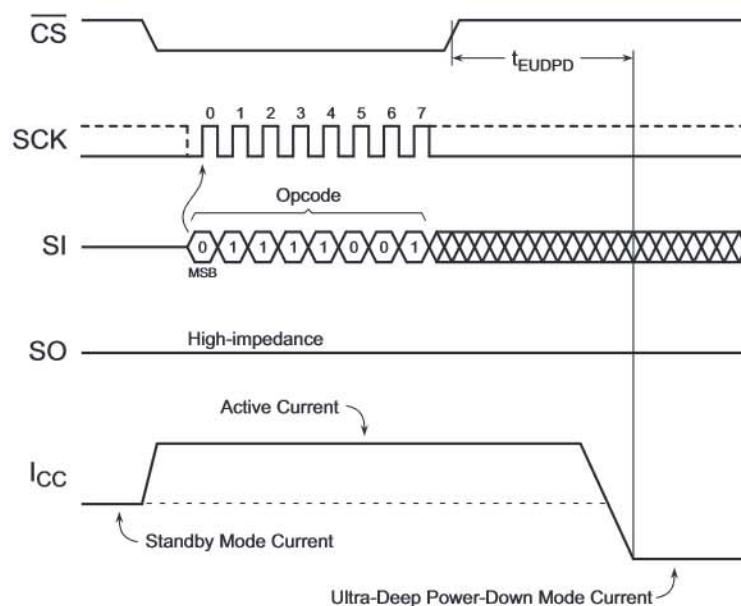 CS
tEUDPD
0 1 2 3 4 5 6 7
SCK
Opcode
SI
0 1 1 1 1 0 0 1
MSB
High-impedance
SO
Active Current
ICC
Standby Mode Current
Ultra-Deep Power-Down Mode Current